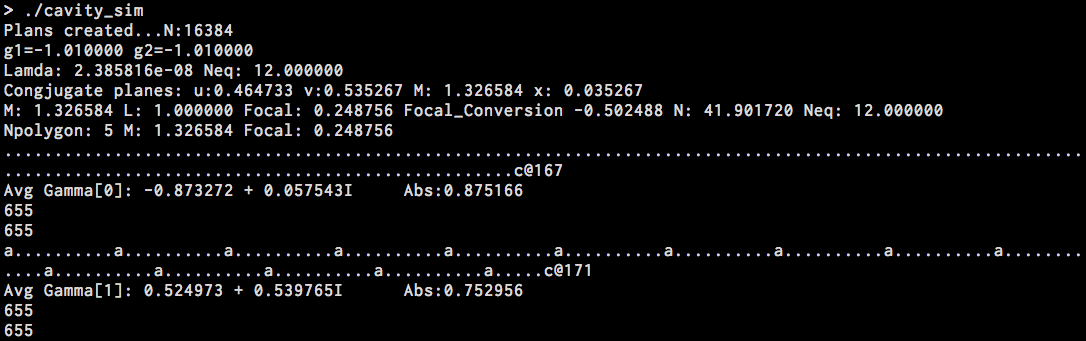 > ./cavity_sim
Plans created...N:16384
g1=-1.010000 g2=-1.010000
Lamda: 2.385816e-08 Neq: 12.000000
Congjugate planes: u:0.464733 v:0.535267 M: 1.326584 x: 0.035267
M: 1.326584 L: 1.000000 Focal: 0.248756 Focal_Conversion -0.502488 N: 41.901720 Neq: 12.000000
Npolygon: 5 M: 1.326584 Focal: 0.248756
............................................................................................................
...................................................c@167
Avg Gamma[0]: -0.873272 + 0.057543I     Abs:0.875166
655
655
a..........a..........a..........a..........a..........a..........a..........a..........a..........a........
....a..........a..........a..........a..........a.....c@171
Avg Gamma[1]: 0.524973 + 0.539765I      Abs:0.752956
655
655